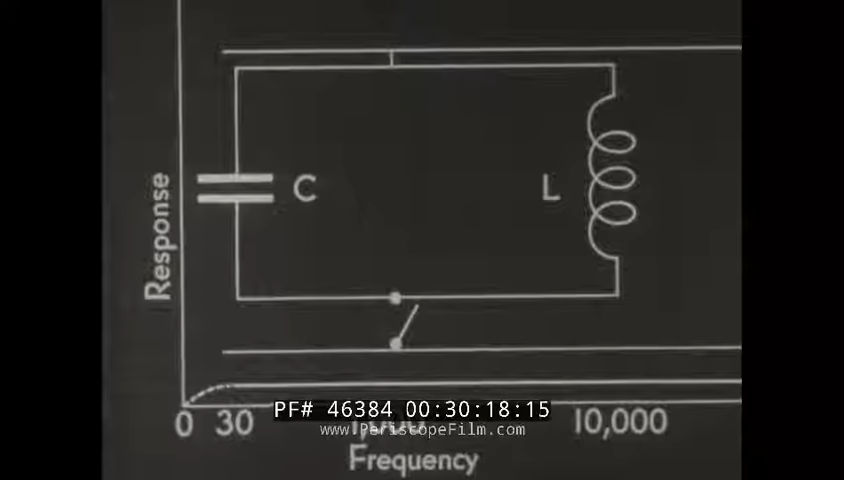 C
L
Response
0 30 10,000
PF# 46384 00:30:18:15
www.PeriscopeFilm.com
Frequency